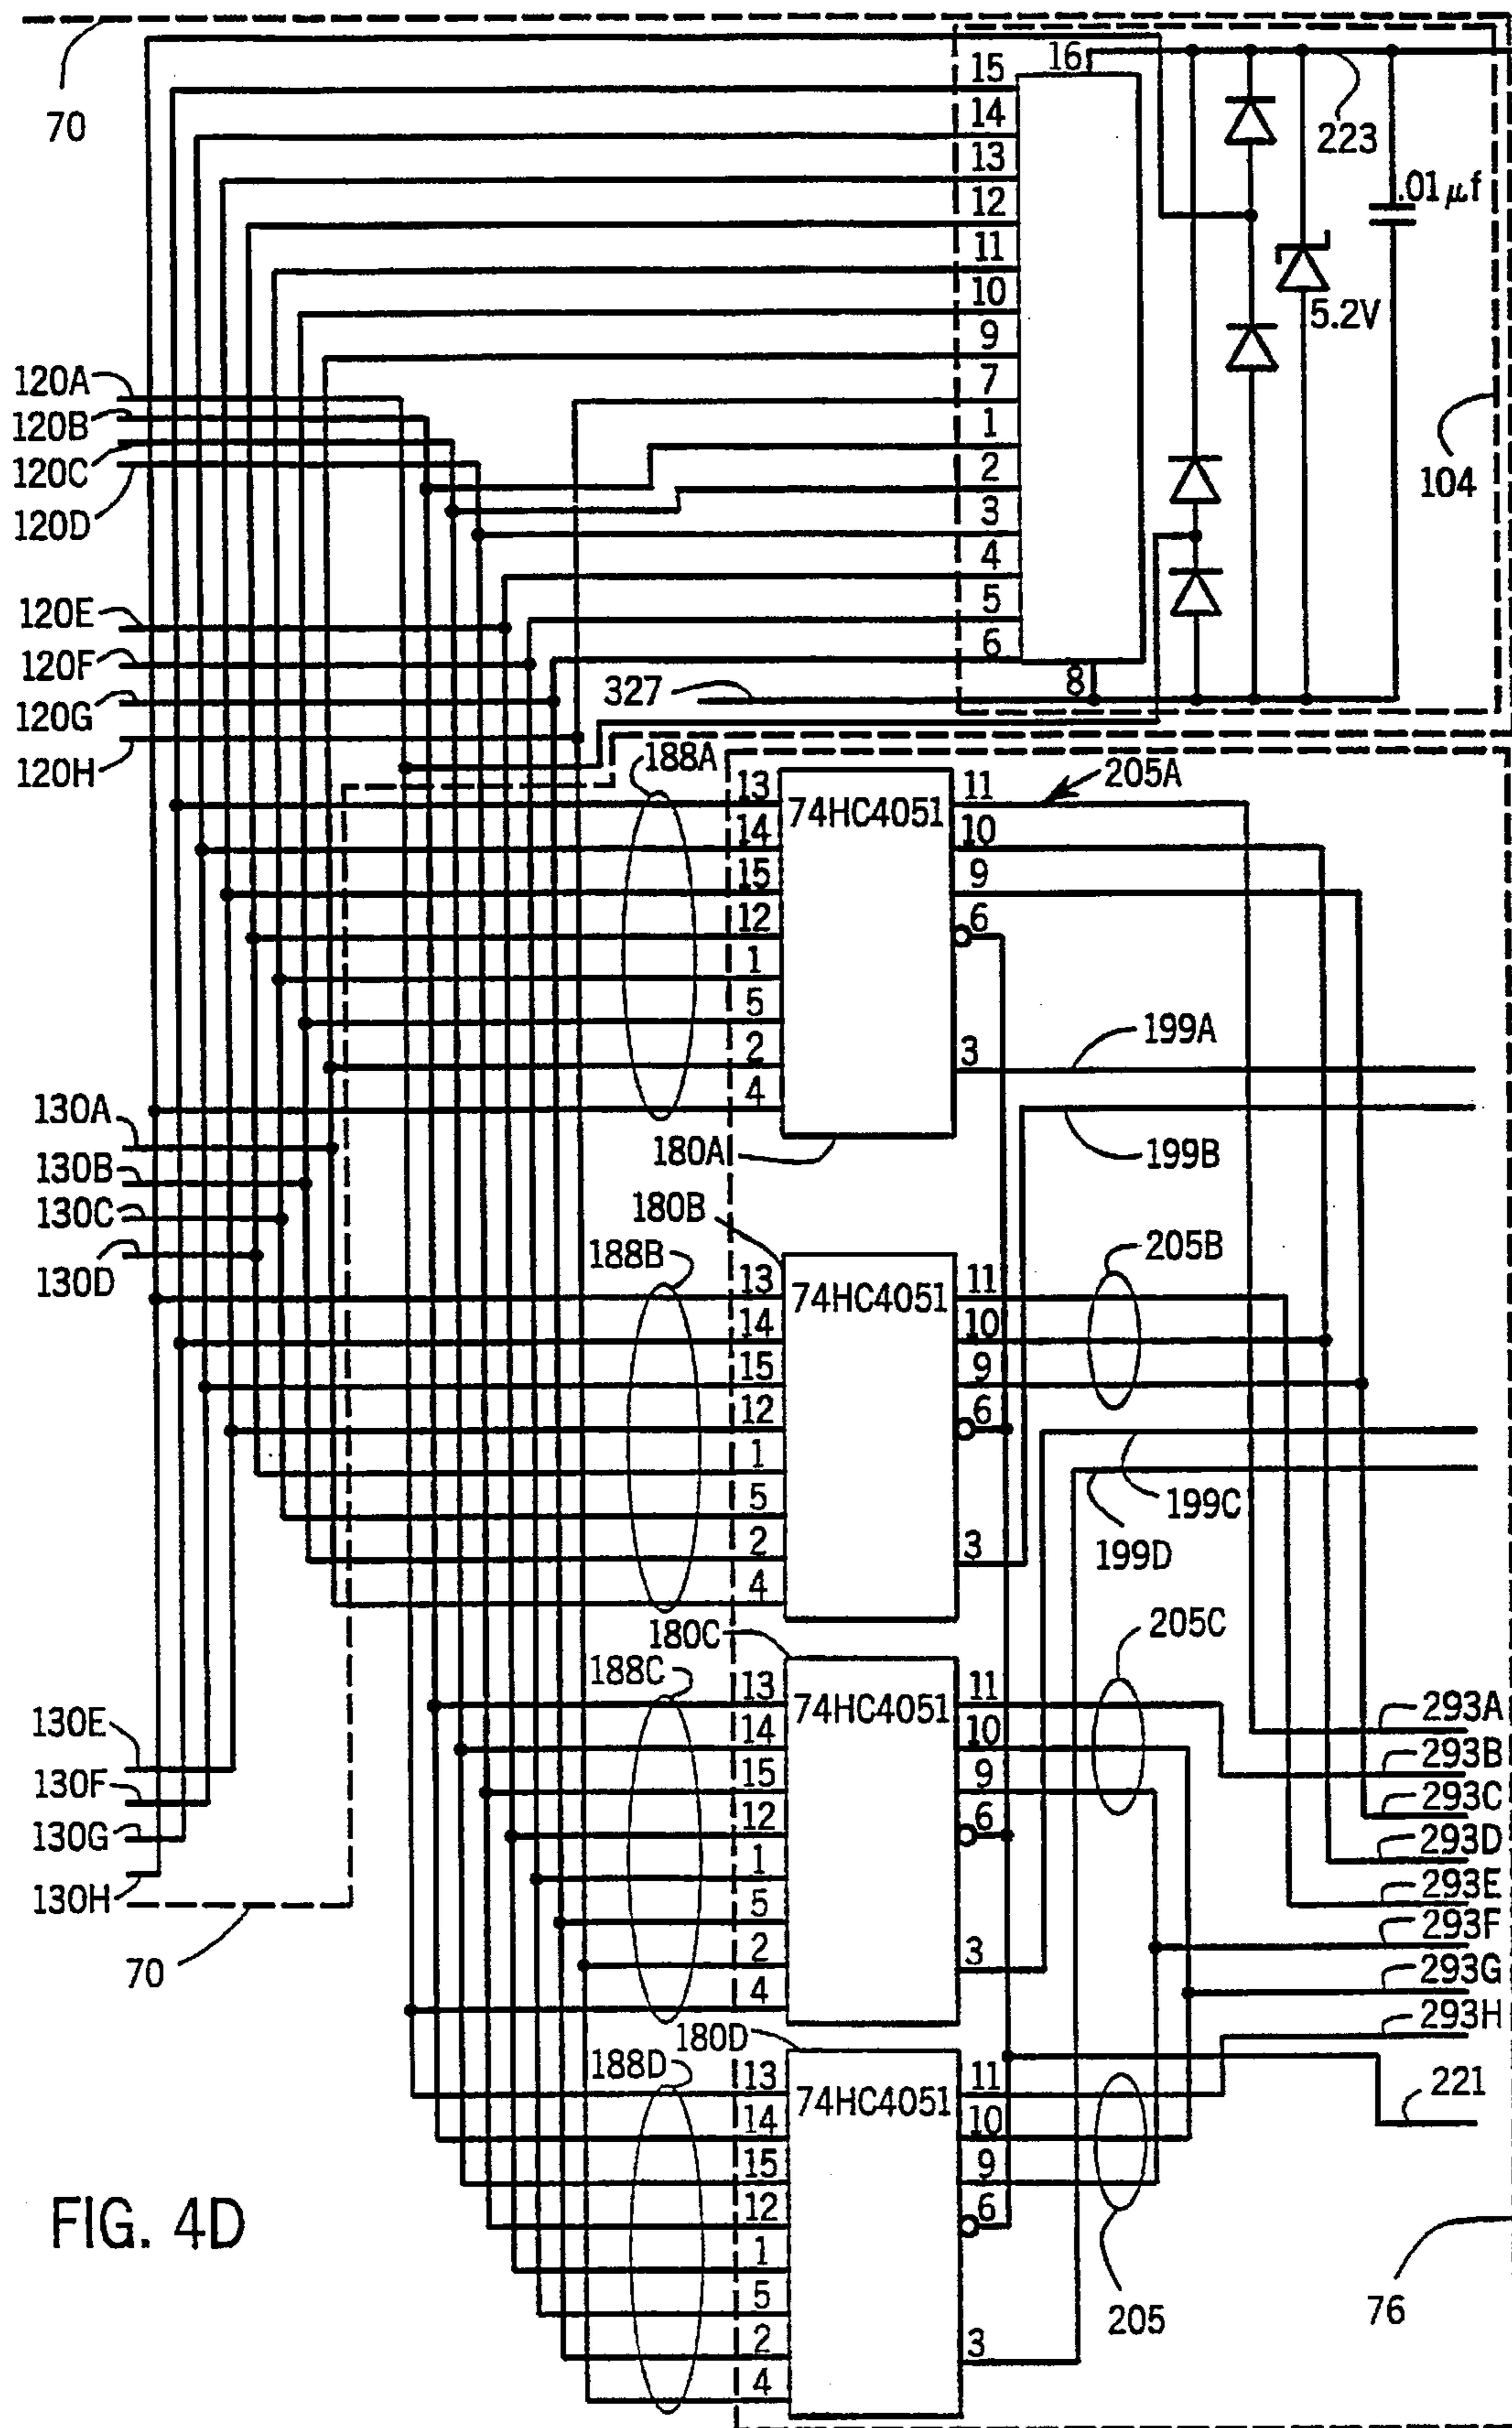 70
16
15
14
13
12
11
10
9
7
1
2
3
4
5
6
8
223
.01 μf
5.2V
104
120A
120B
120C
120D
120E
120F
120G
120H
327
188A
13
14
15
12
1
5
2
4
74HC4051
11
10
9
6
3
205A
199A
199B
180A
130A
130B
130C
130D
180B
188B
13
14
15
12
1
5
2
4
74HC4051
11
10
9
6
3
205B
199C
199D
180C
188C
13
14
15
12
1
5
2
4
74HC4051
11
10
9
6
3
205C
130E
130F
130G
130H
70
293A
293B
293C
293D
293E
293F
293G
293H
221
180D
188D
13
14
15
12
1
5
2
4
74HC4051
11
10
9
6
3
205
76
FIG. 4D